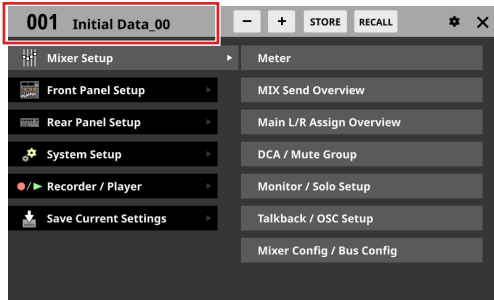 001 Initial Data_00
− + STORE RECALL
Mixer Setup
Front Panel Setup
Rear Panel Setup
System Setup
Recorder / Player
Save Current Settings
Meter
MIX Send Overview
Main L/R Assign Overview
DCA / Mute Group
Monitor / Solo Setup
Talkback / OSC Setup
Mixer Config / Bus Config